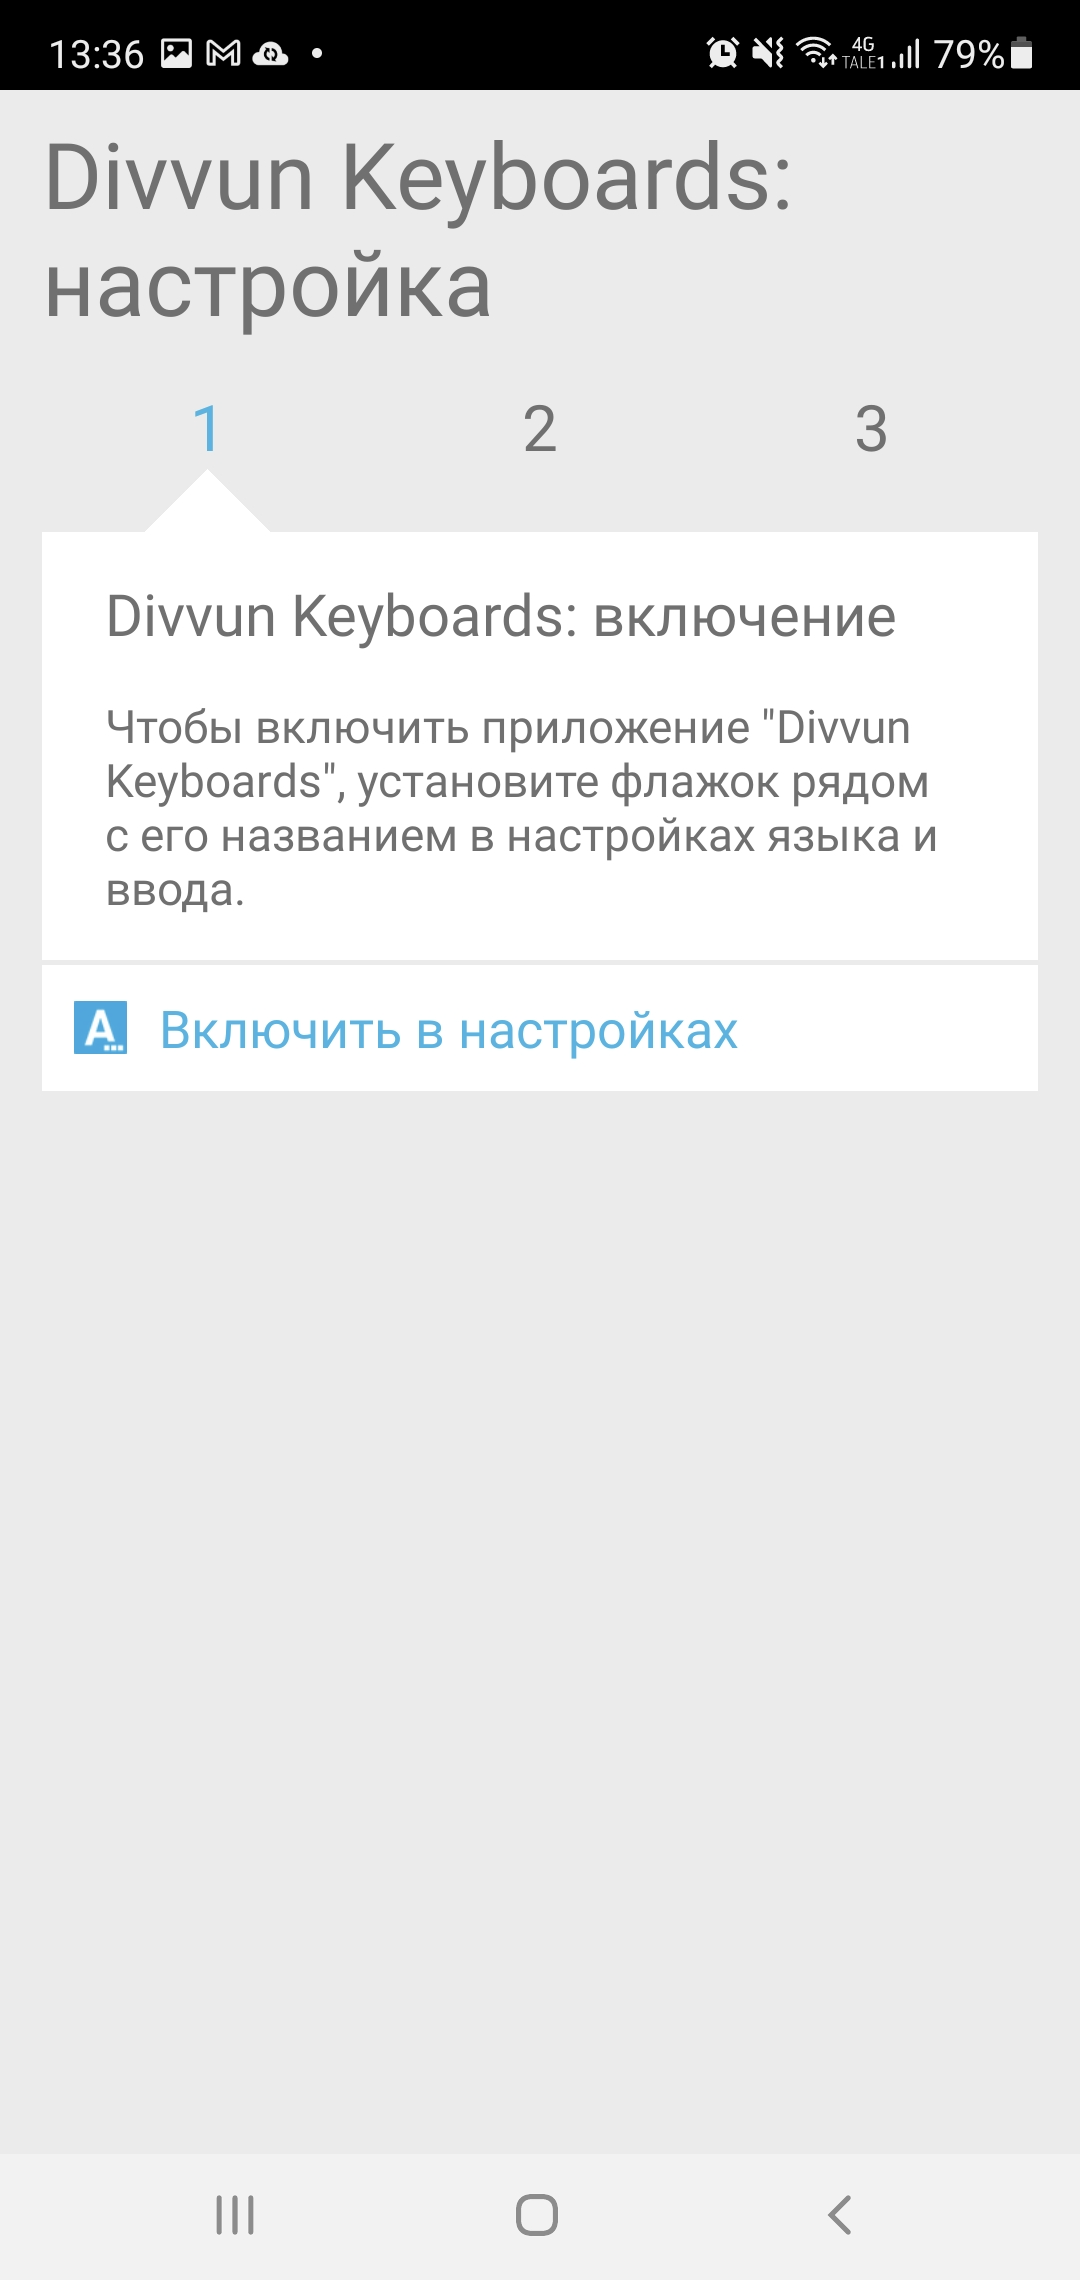 13:36
4G
TALE1
79%
Divvun Keyboards:
настройка
1
2
3
Divvun Keyboards: включение
Чтобы включить приложение "Divvun
Keyboards", установите флажок рядом
с его названием в настройках языка и
ввода.
A
Включить в настройках